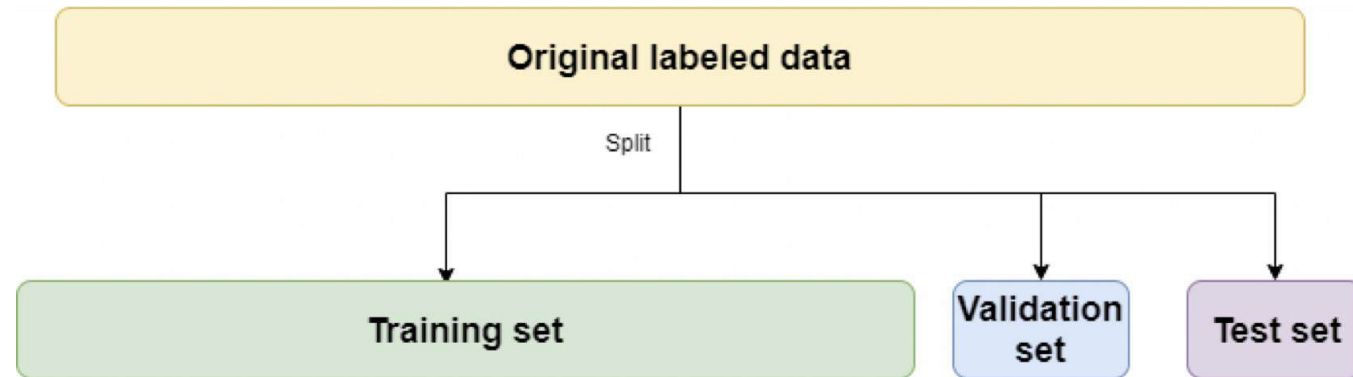 Original labeled data
Split
Training set
Validation
set
Test set